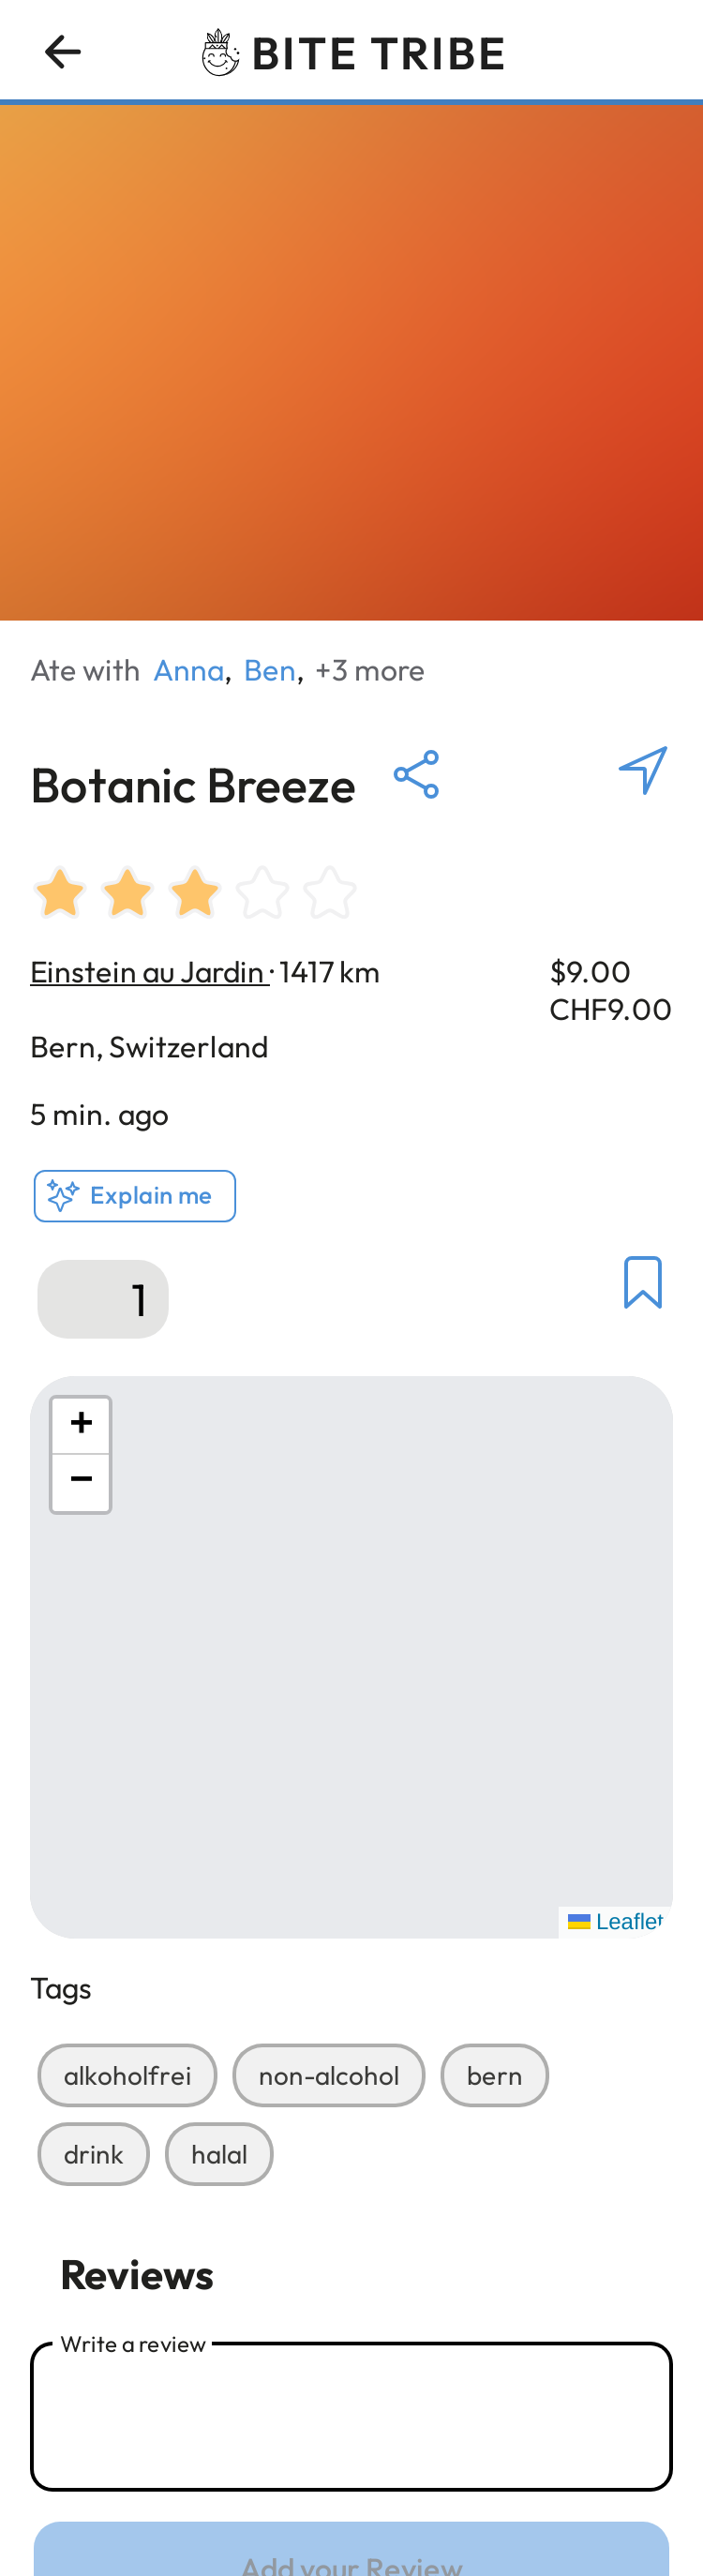 BITE TRIBE
Ate with Anna, Ben, +3 more
Botanic Breeze
Einstein au Jardin · 1417 km
$9.00
CHF9.00
Bern, Switzerland
5 min. ago
Explain me
1
+
−
Leaflet
Tags
alkoholfrei non-alcohol bern
drink halal
Reviews
Write a review
Add your Review